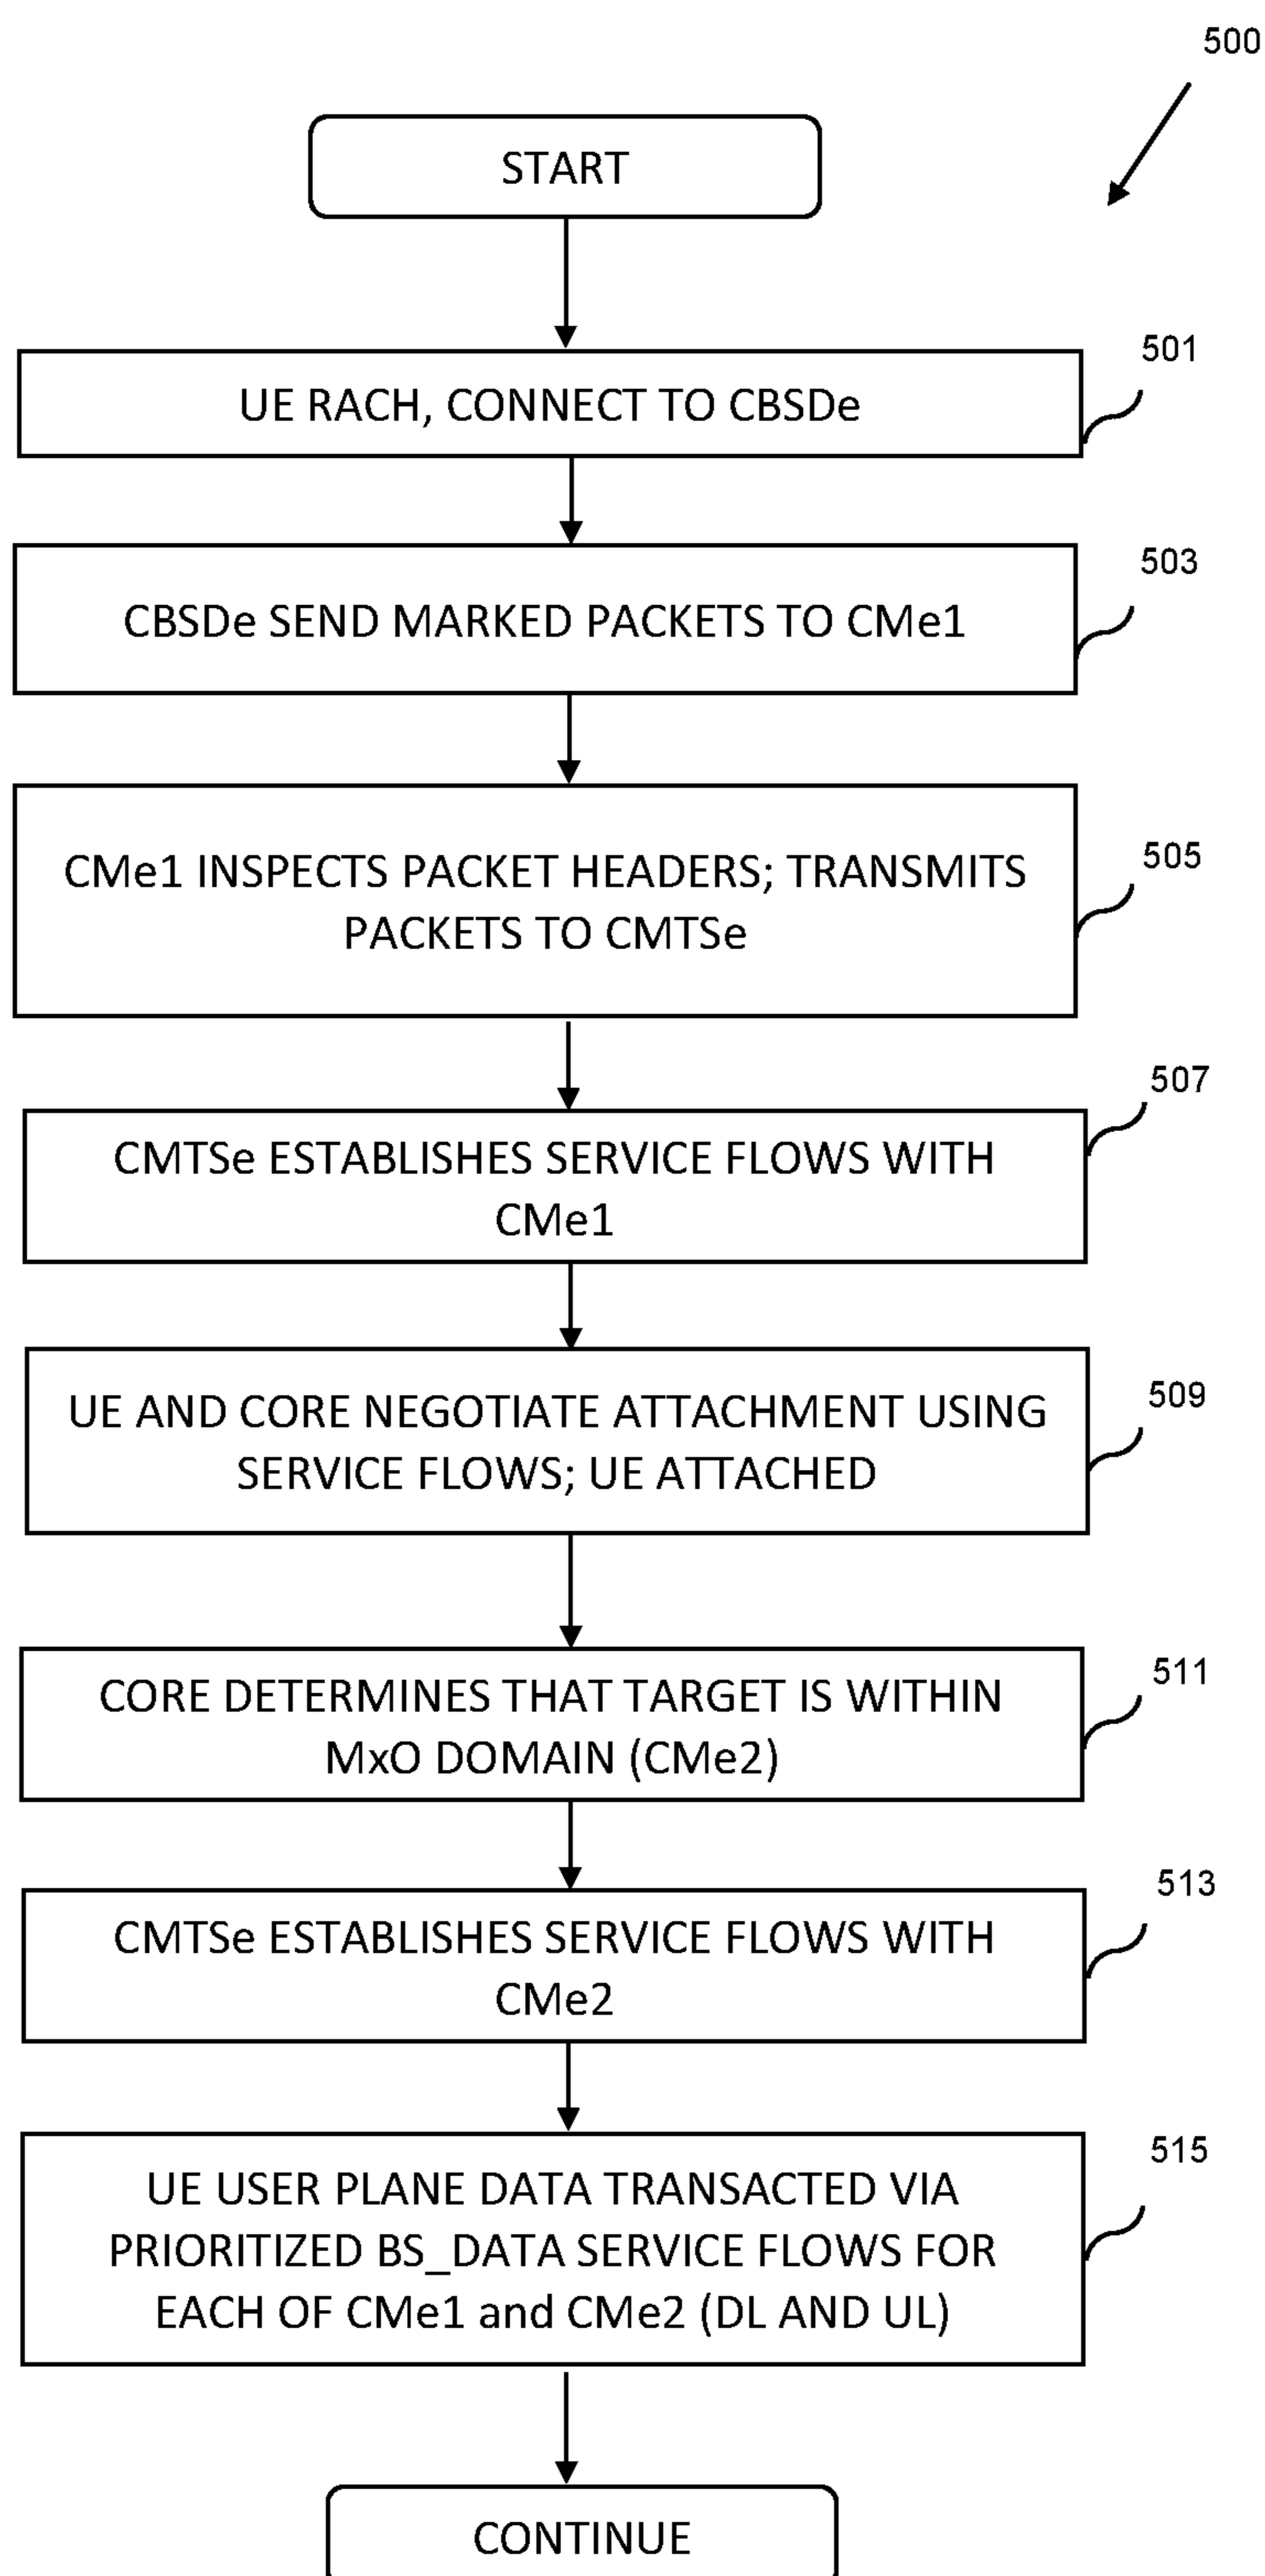 500
START
501
UE RACH, CONNECT TO CBSDe
503
CBSDe SEND MARKED PACKETS TO CMe1
505
CMe1 INSPECTS PACKET HEADERS; TRANSMITS
PACKETS TO CMTSe
507
CMTSe ESTABLISHES SERVICE FLOWS WITH
CMe1
509
UE AND CORE NEGOTIATE ATTACHMENT USING
SERVICE FLOWS; UE ATTACHED
511
CORE DETERMINES THAT TARGET IS WITHIN
MxO DOMAIN (CMe2)
513
CMTSe ESTABLISHES SERVICE FLOWS WITH
CMe2
515
UE USER PLANE DATA TRANSACTED VIA
PRIORITIZED BS_DATA SERVICE FLOWS FOR
EACH OF CMe1 and CMe2 (DL AND UL)
CONTINUE